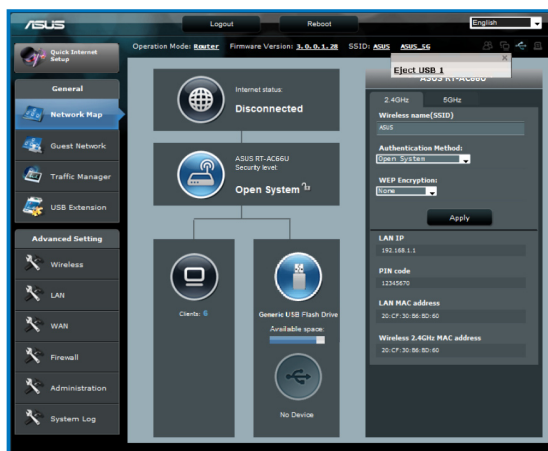 ASUS
Logout
Reboot
English
Quick Internet
Setup
Operation Mode: Router Firmware Version: 3.0.0.1.28 SSID: ASUS ASUS_5G
Eject USB 1
General
Network Map
Guest Network
Traffic Manager
USB Extension
Advanced Setting
Wireless
LAN
WAN
Firewall
Administration
System Log
Internet status:
Disconnected
ASUS RT-AC66U
Security level:
Open System
Clients: 6
Generic USB Flash Drive
Available space:
No Device
ASUS RT-AC66U
2.4GHz
5GHz
Wireless name(SSID)
ASUS
Authentication Method:
Open System
WEP Encryption:
None
Apply
LAN IP
192.168.1.1
PIN code
12345670
LAN MAC address
20:CF:30:B6:BD:60
Wireless 2.4GHz MAC address
20:CF:30:B6:BD:60